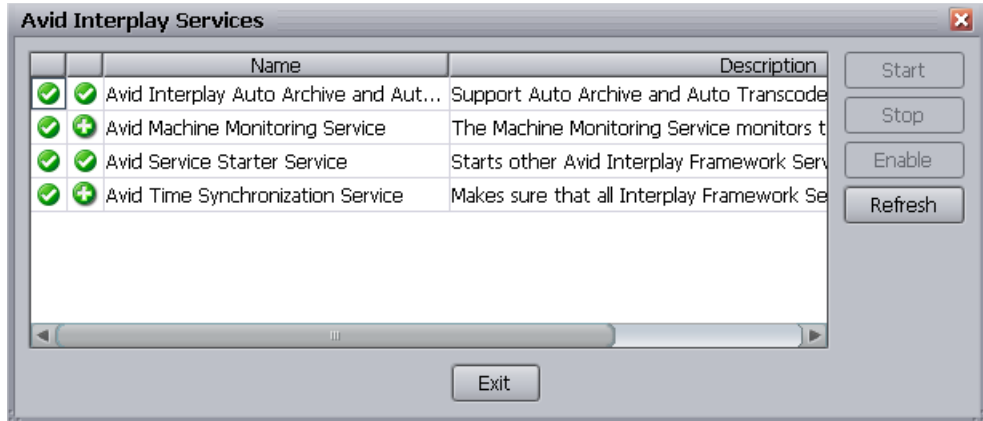 Avid Interplay Services
Name Description
Avid Interplay Auto Archive and Aut... Support Auto Archive and Auto Transcode
Avid Machine Monitoring Service The Machine Monitoring Service monitors t
Avid Service Starter Service Starts other Avid Interplay Framework Serv
Avid Time Synchronization Service Makes sure that all Interplay Framework Se
Start
Stop
Enable
Refresh
Exit